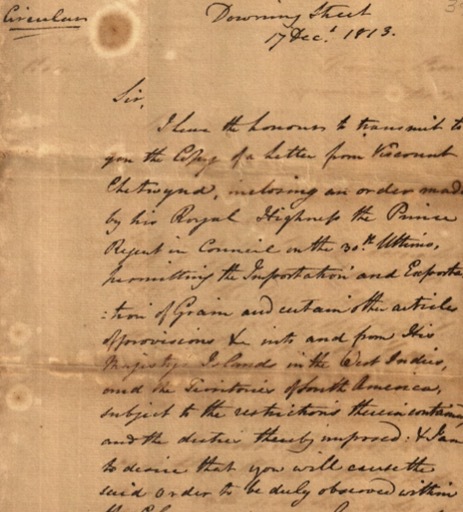 Circular
Downing Street
17 Decr. 1813.
Sir,
I have the honour to transmit to
you the Copy of a Letter from Viscount
Chetwynd, inclosing an order made
by his Royal Highness the Prince
Regent in Council on the 30th Ultimo,
permitting the Importation and Exporta
:tion of Grain and certain other articles
of provisions &c into and from His
Majesty Islands in the West Indies,
and the Territories of South America,
subject to the restrictions therein contain
and the duties thereby imposed: & I am
to desire that you will cause the
said order to be duly observed within
the